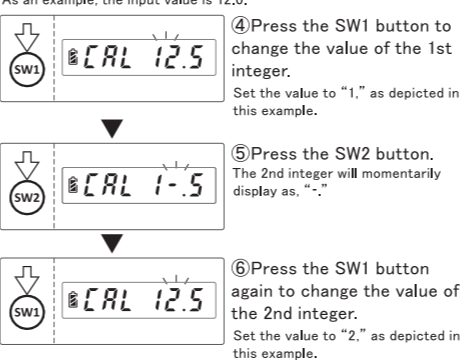 As an example, the input value is
SW1
CAL 12.5
④Press the SW1 button to
change the value of the 1st
integer.
Set the value to “1,” as depicted in
this example.
SW2
CAL 1-.5
⑤Press the SW2 button.
The 2nd integer will momentarily
display as, “-.”
SW1
CAL 12.5
⑥Press the SW1 button
again to change the value of
the 2nd integer.
Set the value to “2,” as depicted in
this example.